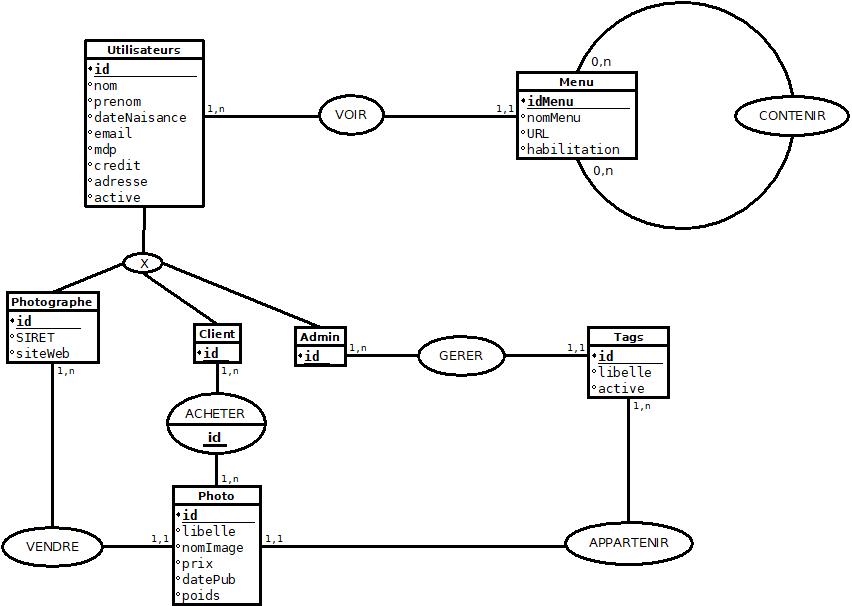 Utilisateurs
id
nom
prenom
dateNaisance
email
mdp
credit
adresse
active
1,n
VOIR
1,1
0,n
Menu
idMenu
nomMenu
URL
habilitation
0,n
CONTENIR
X
Photographe
id
SIRET
siteWeb
1,n
Client
id
1,n
Admin
id
1,n
GERER
1,1
Tags
id
libelle
active
1,n
ACHETER
id
1,n
Photo
id
libelle
nomImage
prix
datePub
poids
VENDRE
1,1
1,1
APPARTENIR